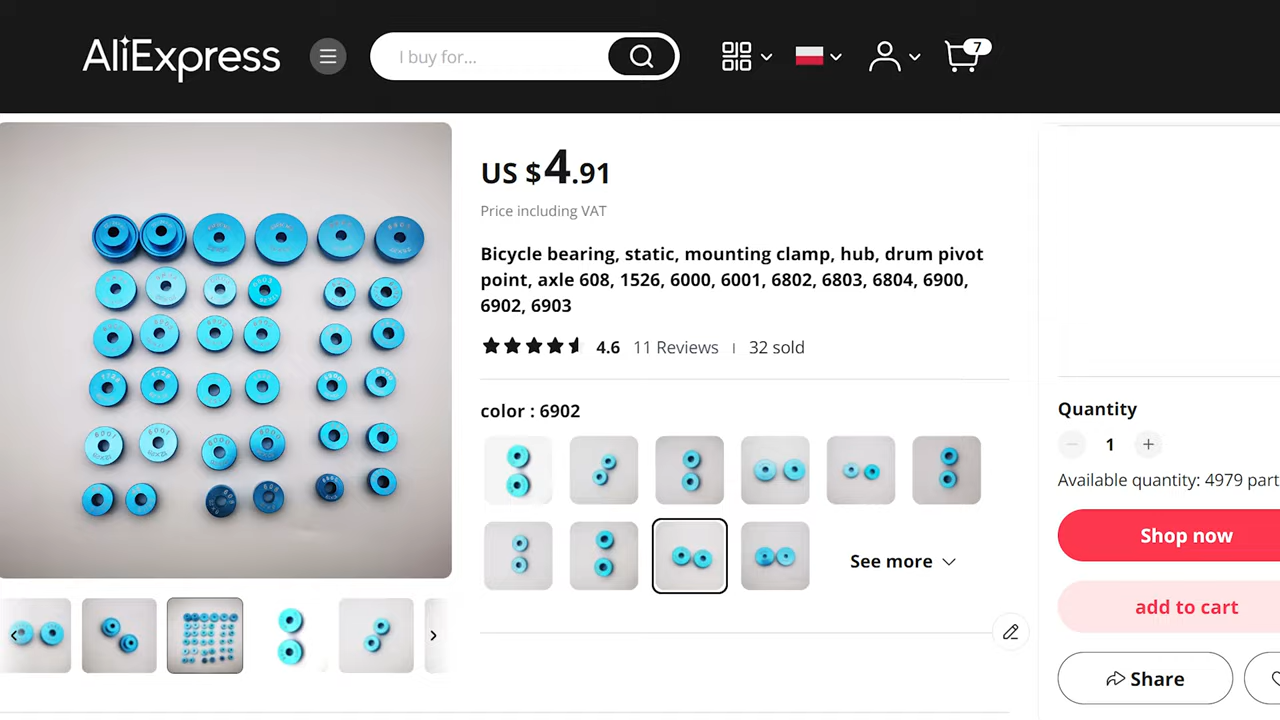 AliExpress
I buy for...
7
US $4.91
Price including VAT
Bicycle bearing, static, mounting clamp, hub, drum pivot
point, axle 608, 1526, 6000, 6001, 6802, 6803, 6804, 6900,
6902, 6903
4.6 11 Reviews 32 sold
color : 6902
See more
Quantity
1
Available quantity: 4979 part
Shop now
add to cart
Share